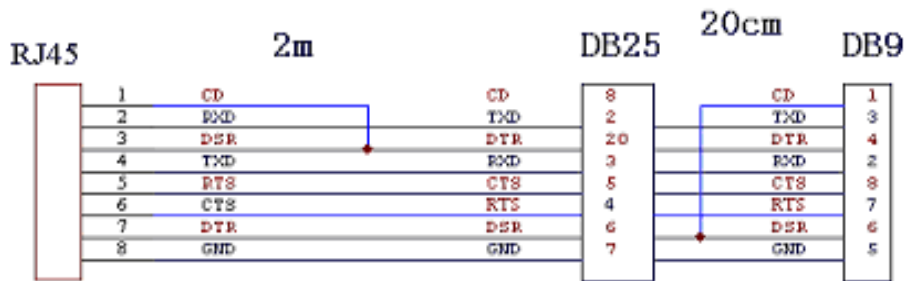 RJ45 2m DB25 20cm DB9
1 CD CD 8 CD 1
2 RXD TXD 2 TXD 3
3 DSR DTR 20 DTR 4
4 TXD RXD 3 RXD 2
5 RTS CTS 5 CTS 8
6 CTS RTS 4 RTS 7
7 DTR DSR 6 DSR 6
8 GND GND 7 GND 5